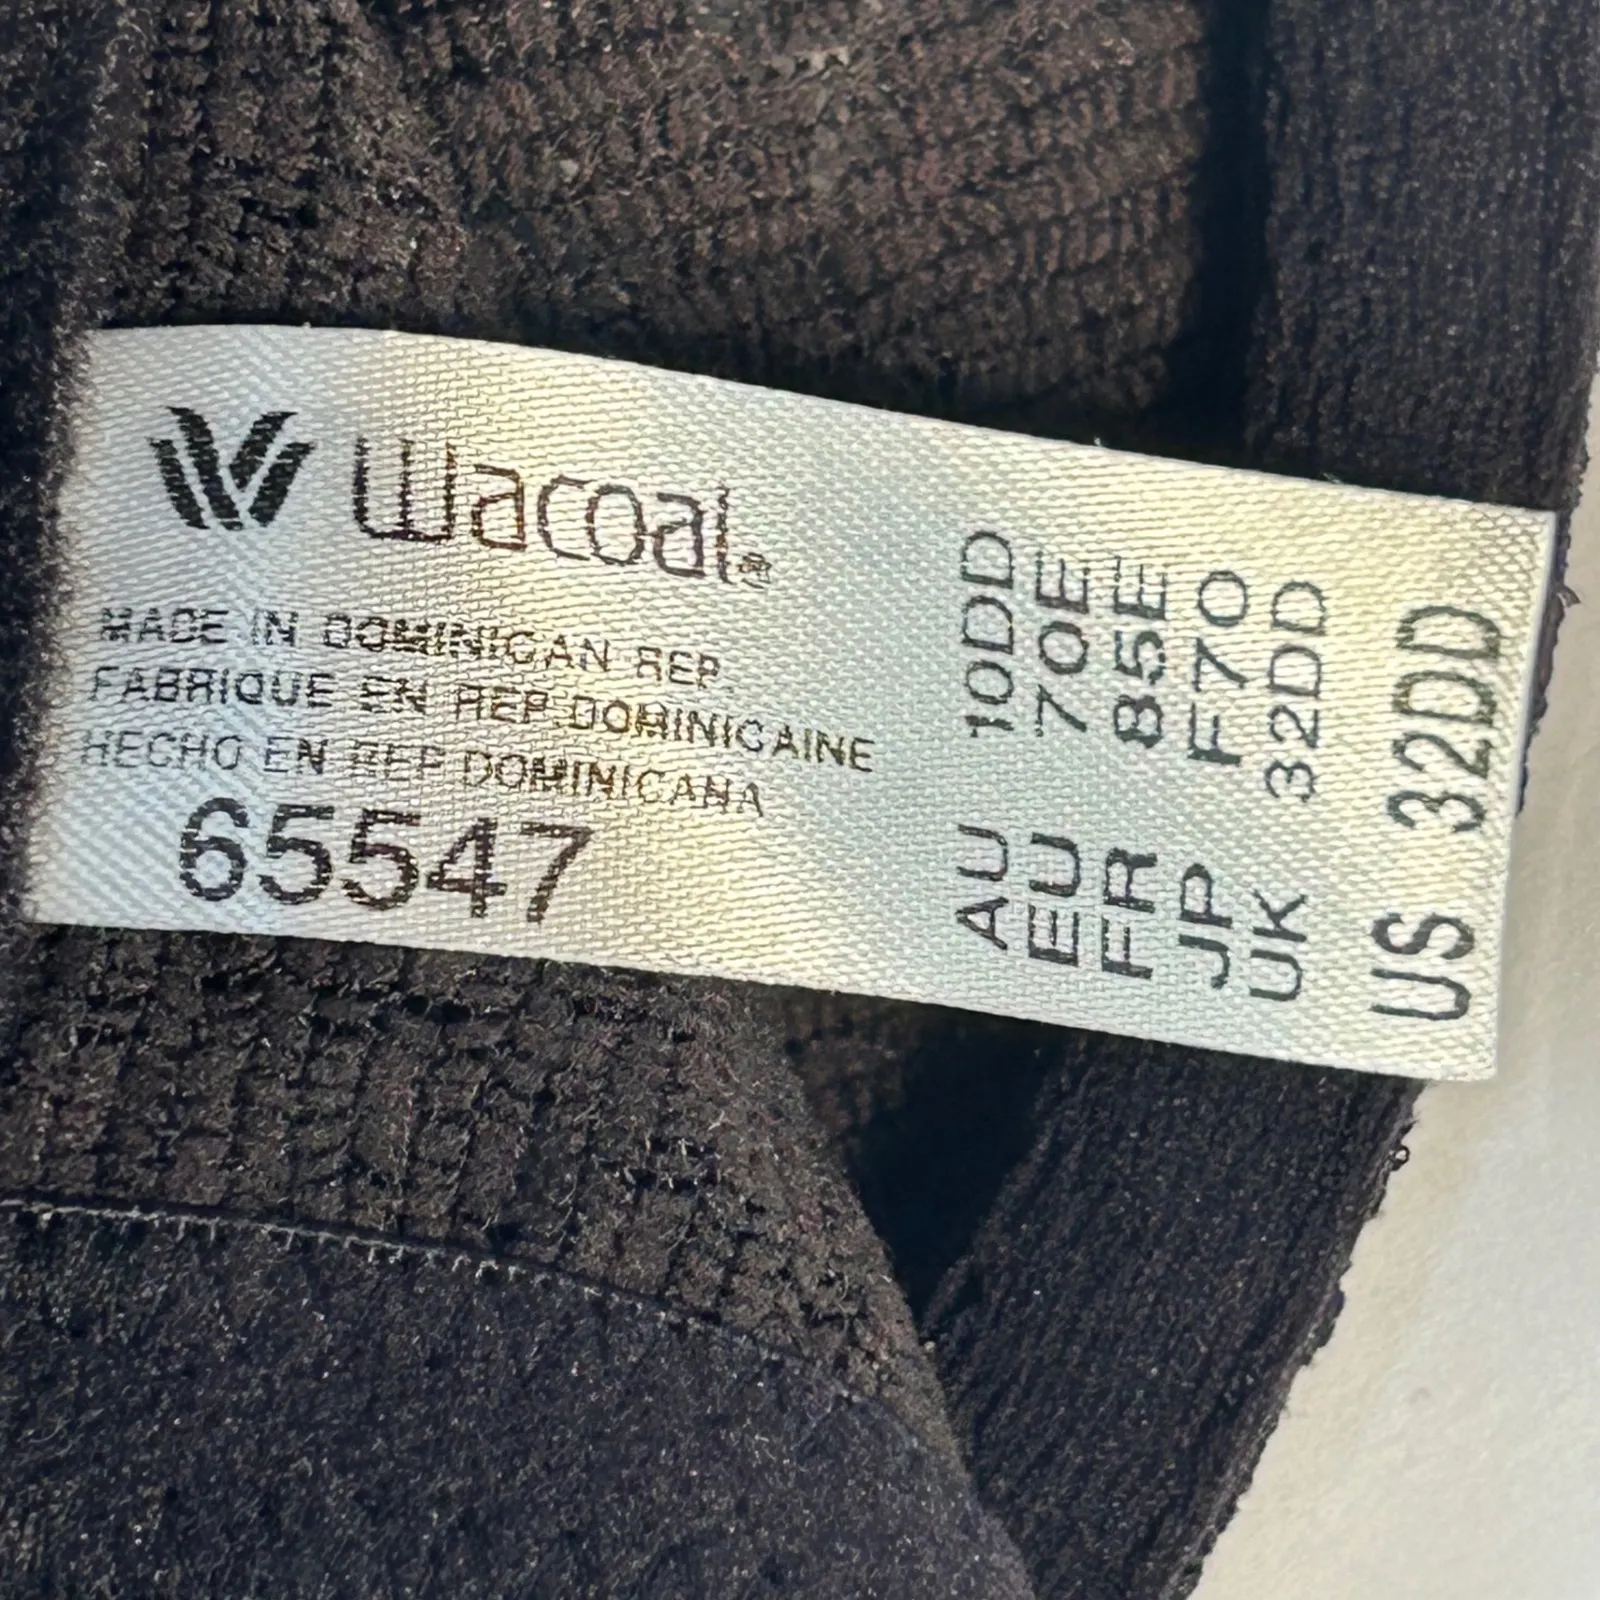 Wacoal®
MADE IN DOMINICAN REP.
FABRIQUE EN REP.DOMINICAINE
HECHO EN REP DOMINICANA
65547
AU 10DD
EU 70E
FR 85E
JP F70
UK 32DD
US 32DD